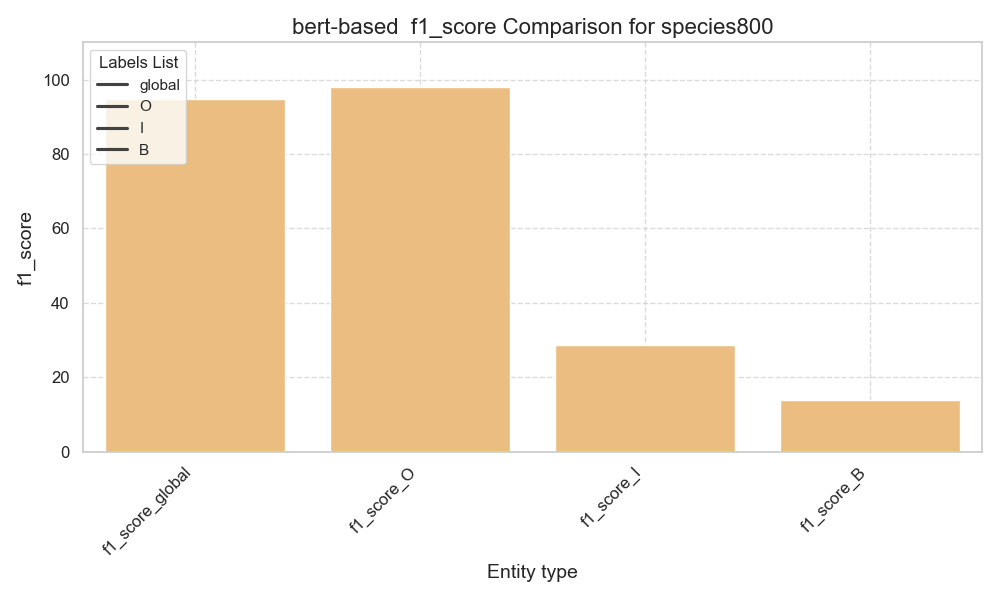 bert-based  f1_score Comparison for species800
Labels List
global
O
I
B
100
80
60
40
20
0
f1_score
f1_score_global
f1_score_O
f1_score_I
f1_score_B
Entity type